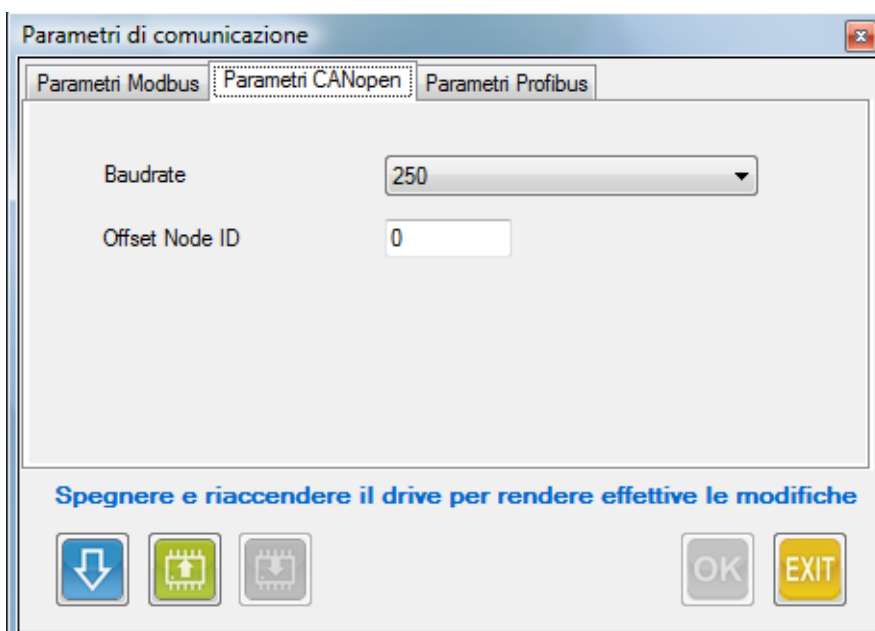 Parametri di comunicazione
x
Parametri Modbus Parametri CANopen Parametri Profibus
Baudrate 250
Offset Node ID 0
Spegnere e riaccendere il drive per rendere effettive le modifiche
OK EXIT